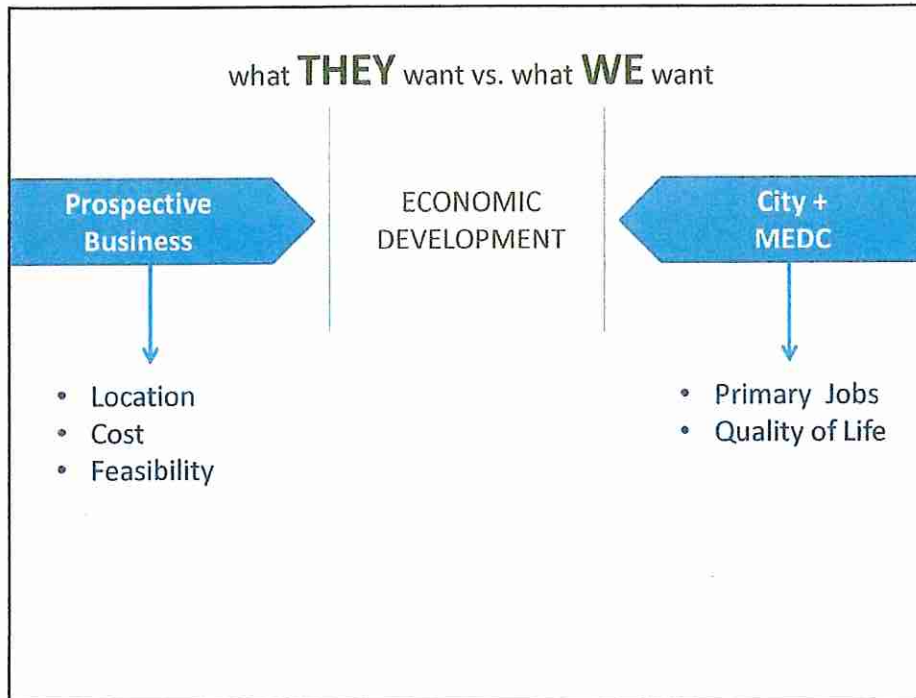 what THEY want vs. what WE want
Prospective
Business
ECONOMIC
DEVELOPMENT
City +
MEDC
• Location
• Cost
• Feasibility
• Primary Jobs
• Quality of Life